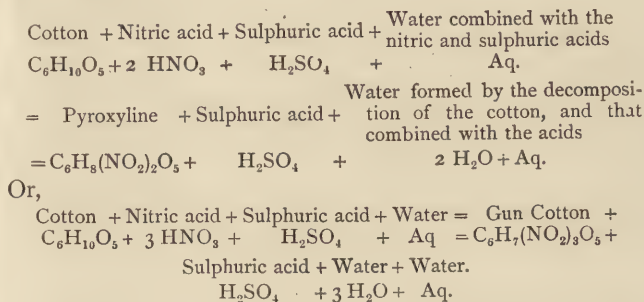 Water combined with the
Cotton + Nitric acid + Sulphuric acid + nitric and sulphuric acids
C₆H₁₀O₅ + 2 HNO₃ + H₂SO₄ + Aq.
Water formed by the decomposi-
= Pyroxyline + Sulphuric acid + tion of the cotton, and that
combined with the acids
= C₆H₈(NO₂)₂O₅ + H₂SO₄ + 2 H₂O + Aq.
Or,
Cotton + Nitric acid + Sulphuric acid + Water = Gun Cotton +
C₆H₁₀O₅ + 3 HNO₃ + H₂SO₄ + Aq = C₆H₇(NO₂)₃O₅ +
Sulphuric acid + Water + Water.
H₂SO₄ + 3 H₂O + Aq.